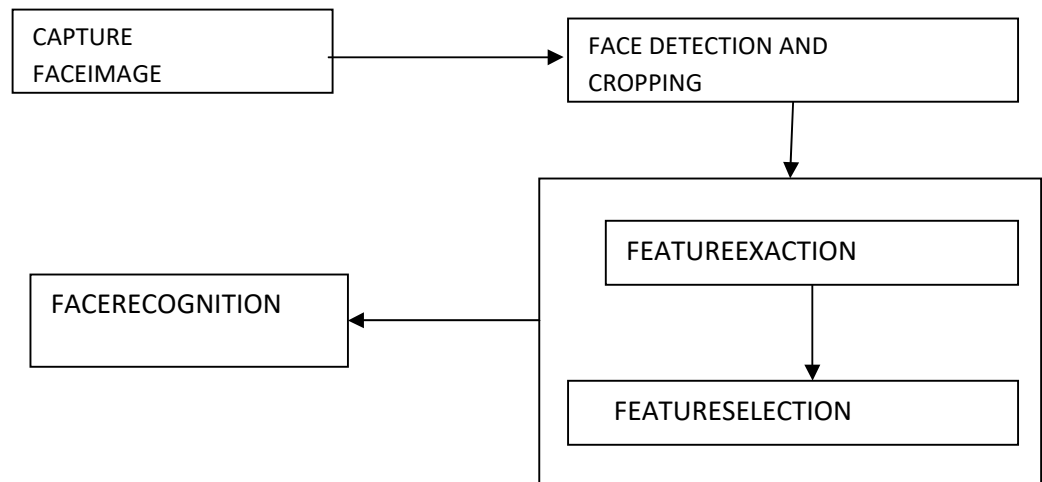 CAPTURE
FACEIMAGE
FACE DETECTION AND
CROPPING
FEATUREEXACTION
FACERECOGNITION
FEATURESELECTION